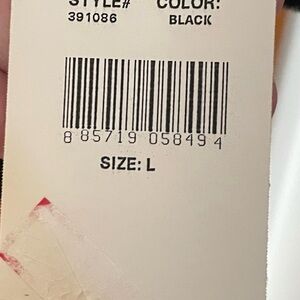 STYLE# COLOR:
391086 BLACK
8 85719 05849 4
SIZE: L